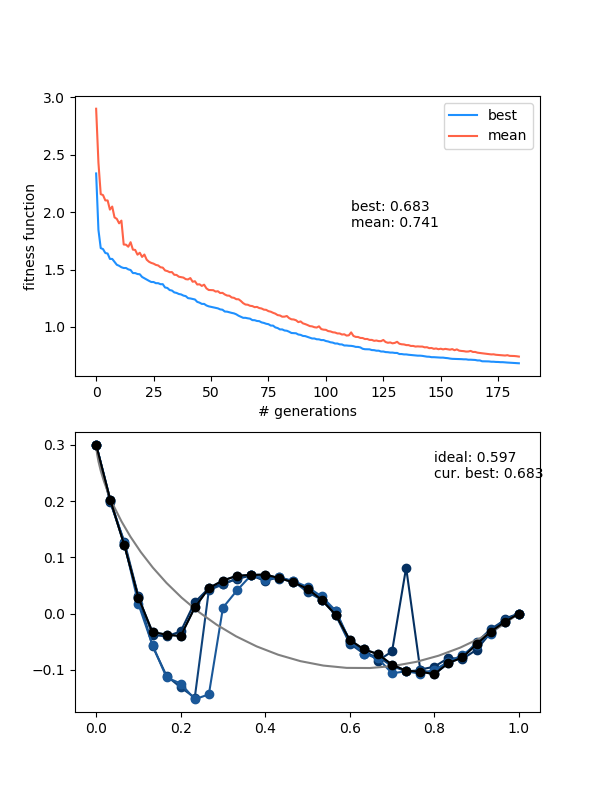 3.0
2.5
2.0
1.5
1.0
fitness function
best
mean
best: 0.683
mean: 0.741
0 25 50 75 100 125 150 175
# generations
0.3
0.2
0.1
0.0
−0.1
ideal: 0.597
cur. best: 0.683
0.0 0.2 0.4 0.6 0.8 1.0